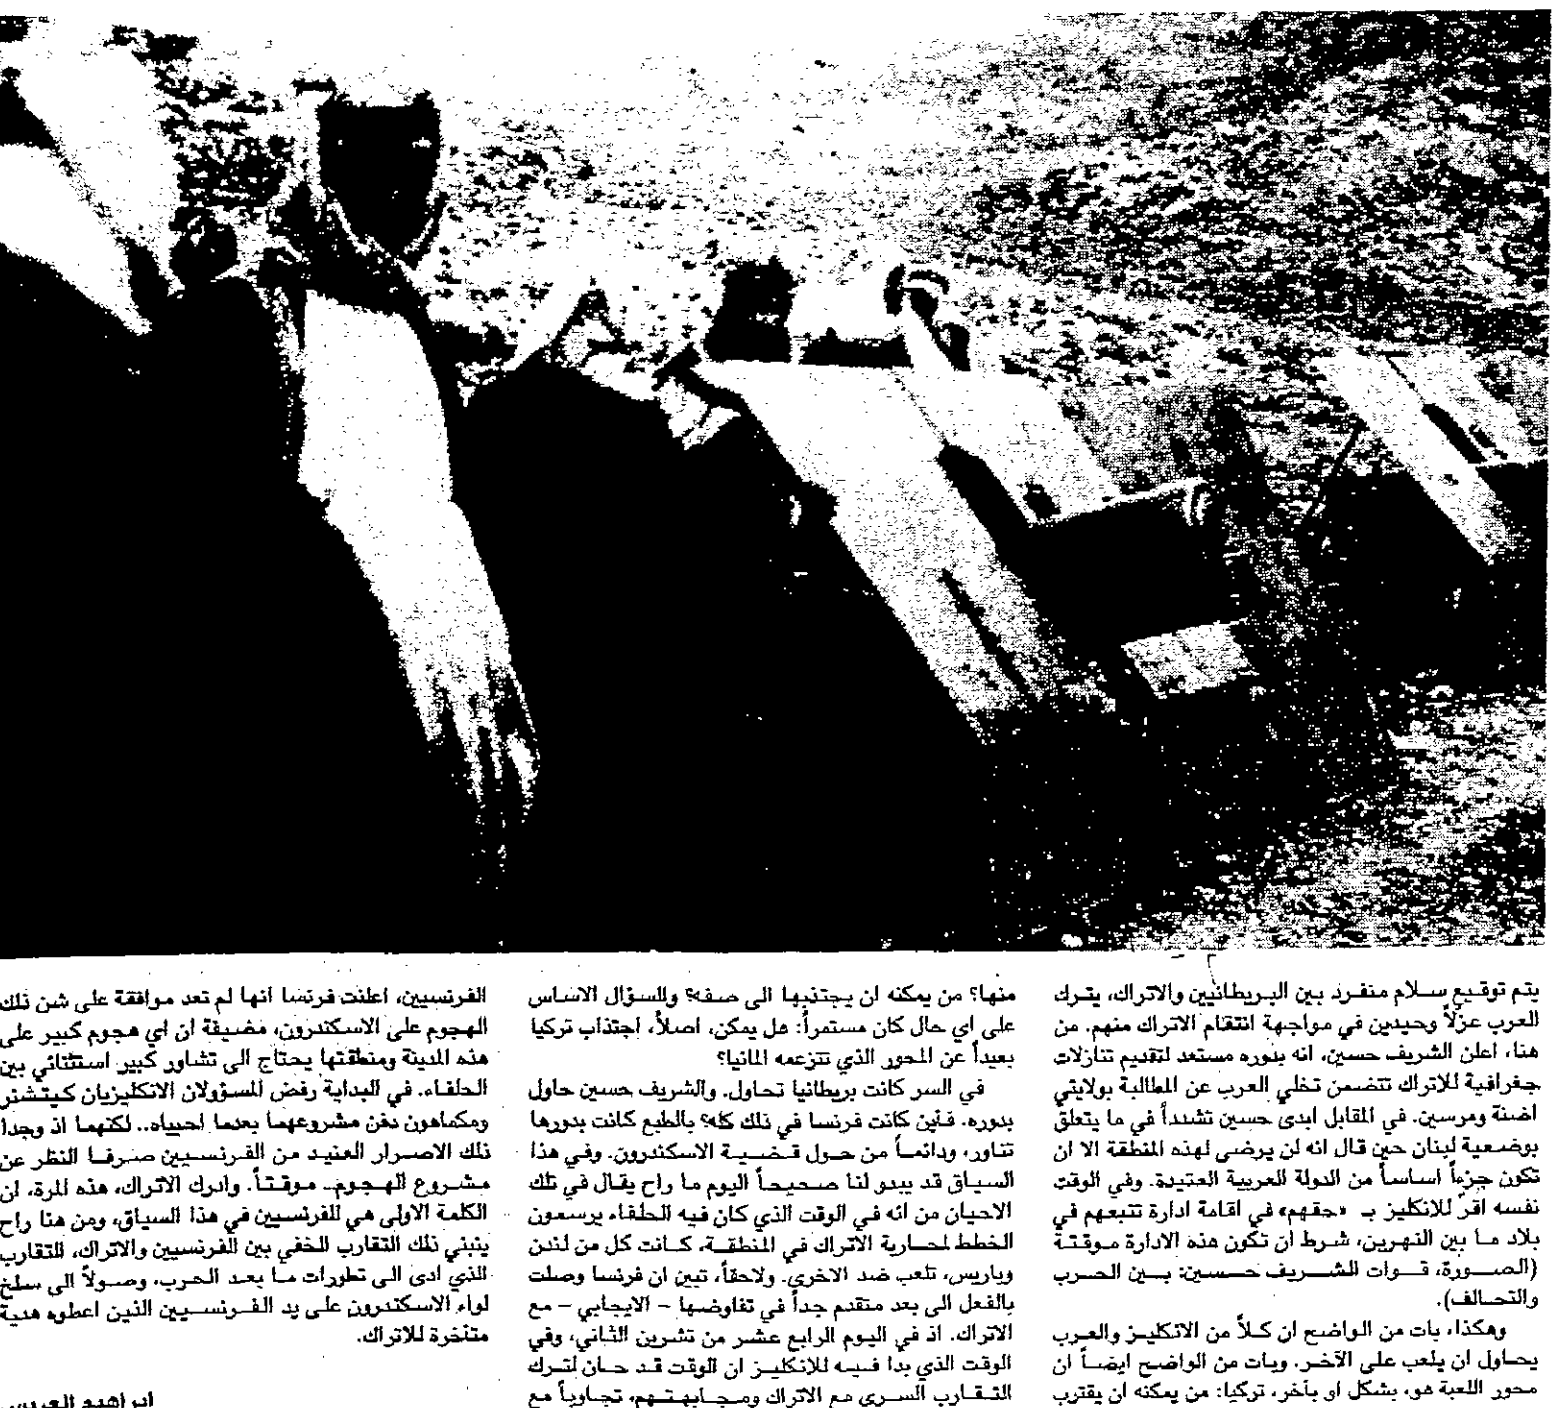 يتم توقيع سلام منفرد بين البريطانيين والاتراك، يترك
العرب عزلاً وحيدين في مواجهة انتقام الاتراك منهم. من
هنا، اعلن الشريف حسين، انه بدوره مستعد لتقديم تنازلات
جغرافية للاتراك تتضمن تخلي العرب عن المطالبة بولايتي
اضنة ومرسين. في المقابل ابدى حسين تشدداً في ما يتعلق
بوضعية لبنان حين قال انه لن يرضى لهذه المنطقة الا ان
تكون جزءاً اساساً من الدولة العربية العتيدة. وفي الوقت
نفسه اقرّ للانكليز بـ «حقهم» في اقامة ادارة تتبعهم في
بلاد ما بين النهرين، شرط ان تكون هذه الادارة موقتة
(الصورة، قوات الشريف حسين: بين الحرب
والتحالف).
وهكذا، بات من الواضح ان كلاً من الانكليز والعرب
يحاول ان يلعب على الآخر. وبات من الواضح ايضاً ان
محور اللعبة هو، بشكل او بآخر، تركيا: من يمكنه ان يقترب
منها؟ من يمكنه ان يجتذبها الى صفه؟ والسؤال الاساس
على اي حال كان مستمراً: هل يمكن، اصلاً، اجتذاب تركيا
بعيداً عن المحور الذي تتزعمه المانيا؟
في السر كانت بريطانيا تحاول. والشريف حسين حاول
بدوره. فأين كانت فرنسا في ذلك كله؟ بالطبع كانت بدورها
تناور، ودائماً من حول قضية الاسكندرون. وفي هذا
السياق قد يبدو لنا صحيحاً اليوم ما راح يقال في تلك
الاحيان من انه في الوقت الذي كان فيه الحلفاء يرسمون
الخطط لمحاربة الاتراك في المنطقة، كانت كل من لندن
وباريس، تلعب ضد الاخرى. ولاحقاً، تبين ان فرنسا وصلت
بالفعل الى بعد متقدم جداً في تفاوضها - الايجابي - مع
الاتراك. اذ في اليوم الرابع عشر من تشرين الثاني، وفي
الوقت الذي بدا فيه للانكليز ان الوقت قد حان لترك
التقارب السري مع الاتراك ومجابهتهم، تجاوباً مع
الفرنسيين، اعلنت فرنسا انها لم تعد موافقة على شن ذلك
الهجوم على الاسكندرون، مضيفة ان اي هجوم كبير على
هذه المدينة ومنطقتها يحتاج الى تشاور كبير استثنائي بين
الحلفاء. في البداية رفض المسؤولان الانكليزيان كيتشنر
ومكماهون دفن مشروعهما بعدما احيياه.. لكنهما اذ وجدا
ذلك الاصرار العنيد من الفرنسيين صرفا النظر عن
مشروع الهجوم.. موقتاً. وادرك الاتراك، هذه المرة، ان
الكلمة الاولى هي للفرنسيين في هذا السياق، ومن هنا راح
ينبني ذلك التقارب الخفي بين الفرنسيين والاتراك، التقارب
الذي ادى الى تطورات ما بعد الحرب، وصولاً الى سلخ
لواء الاسكندرون على يد الفرنسيين الذين اعطوه هدية
متأخرة للاتراك.
ابراهيم العريس